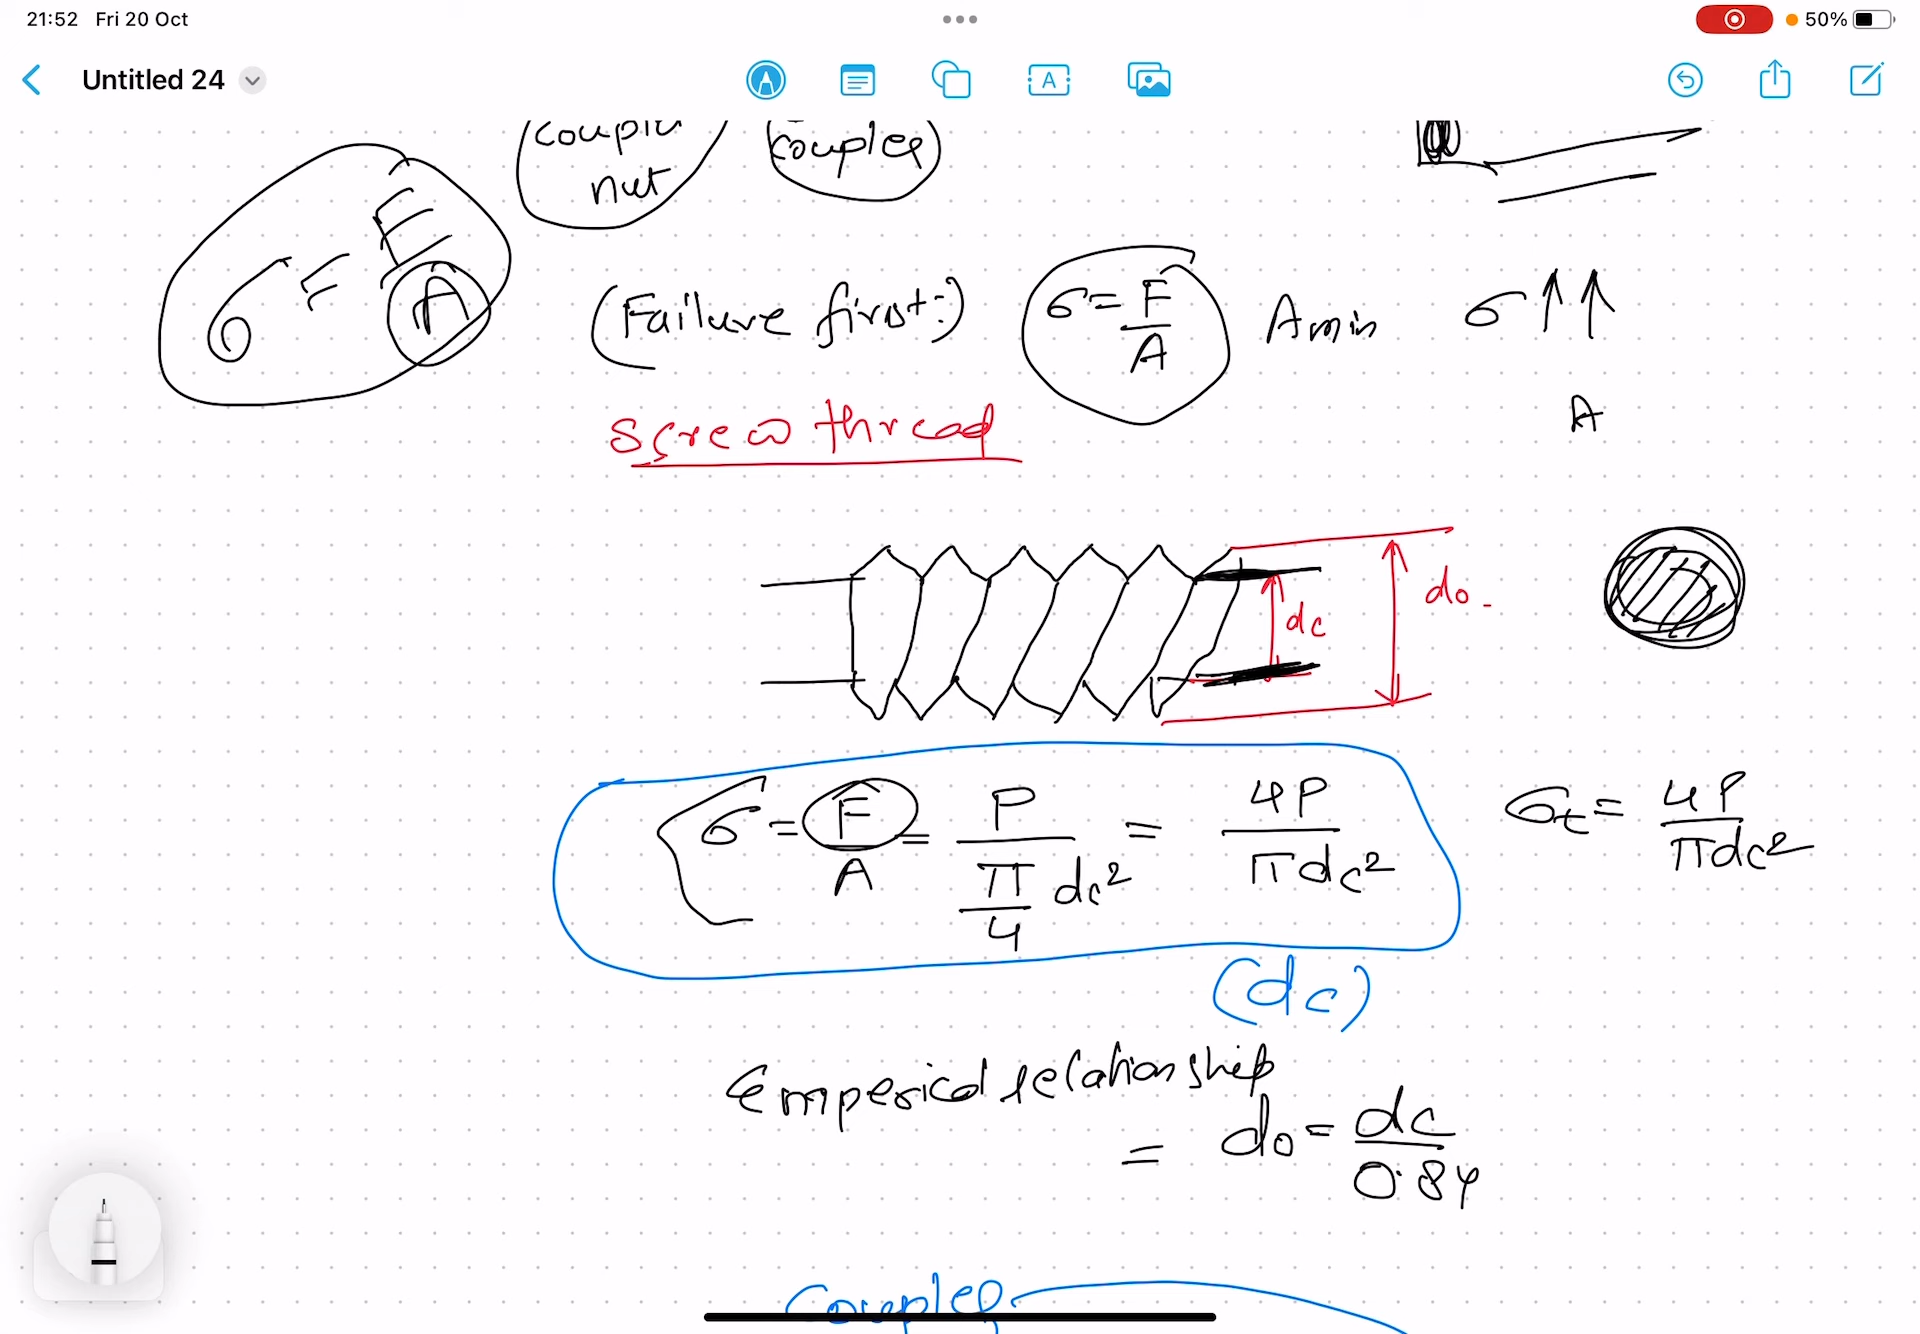 21:52 Fri 20 Oct
50%
Untitled 24
nut
coupler
σ = F/A
(Failure first:) σ = F/A Amin σ↑↑
A
Screw thread
dc
do
σ = F/A = P/(π/4 dc²) = 4P/πdc²
σt = 4P/πdc²
(dc)
Emperical relationship
= do = dc/0.84
Coupler